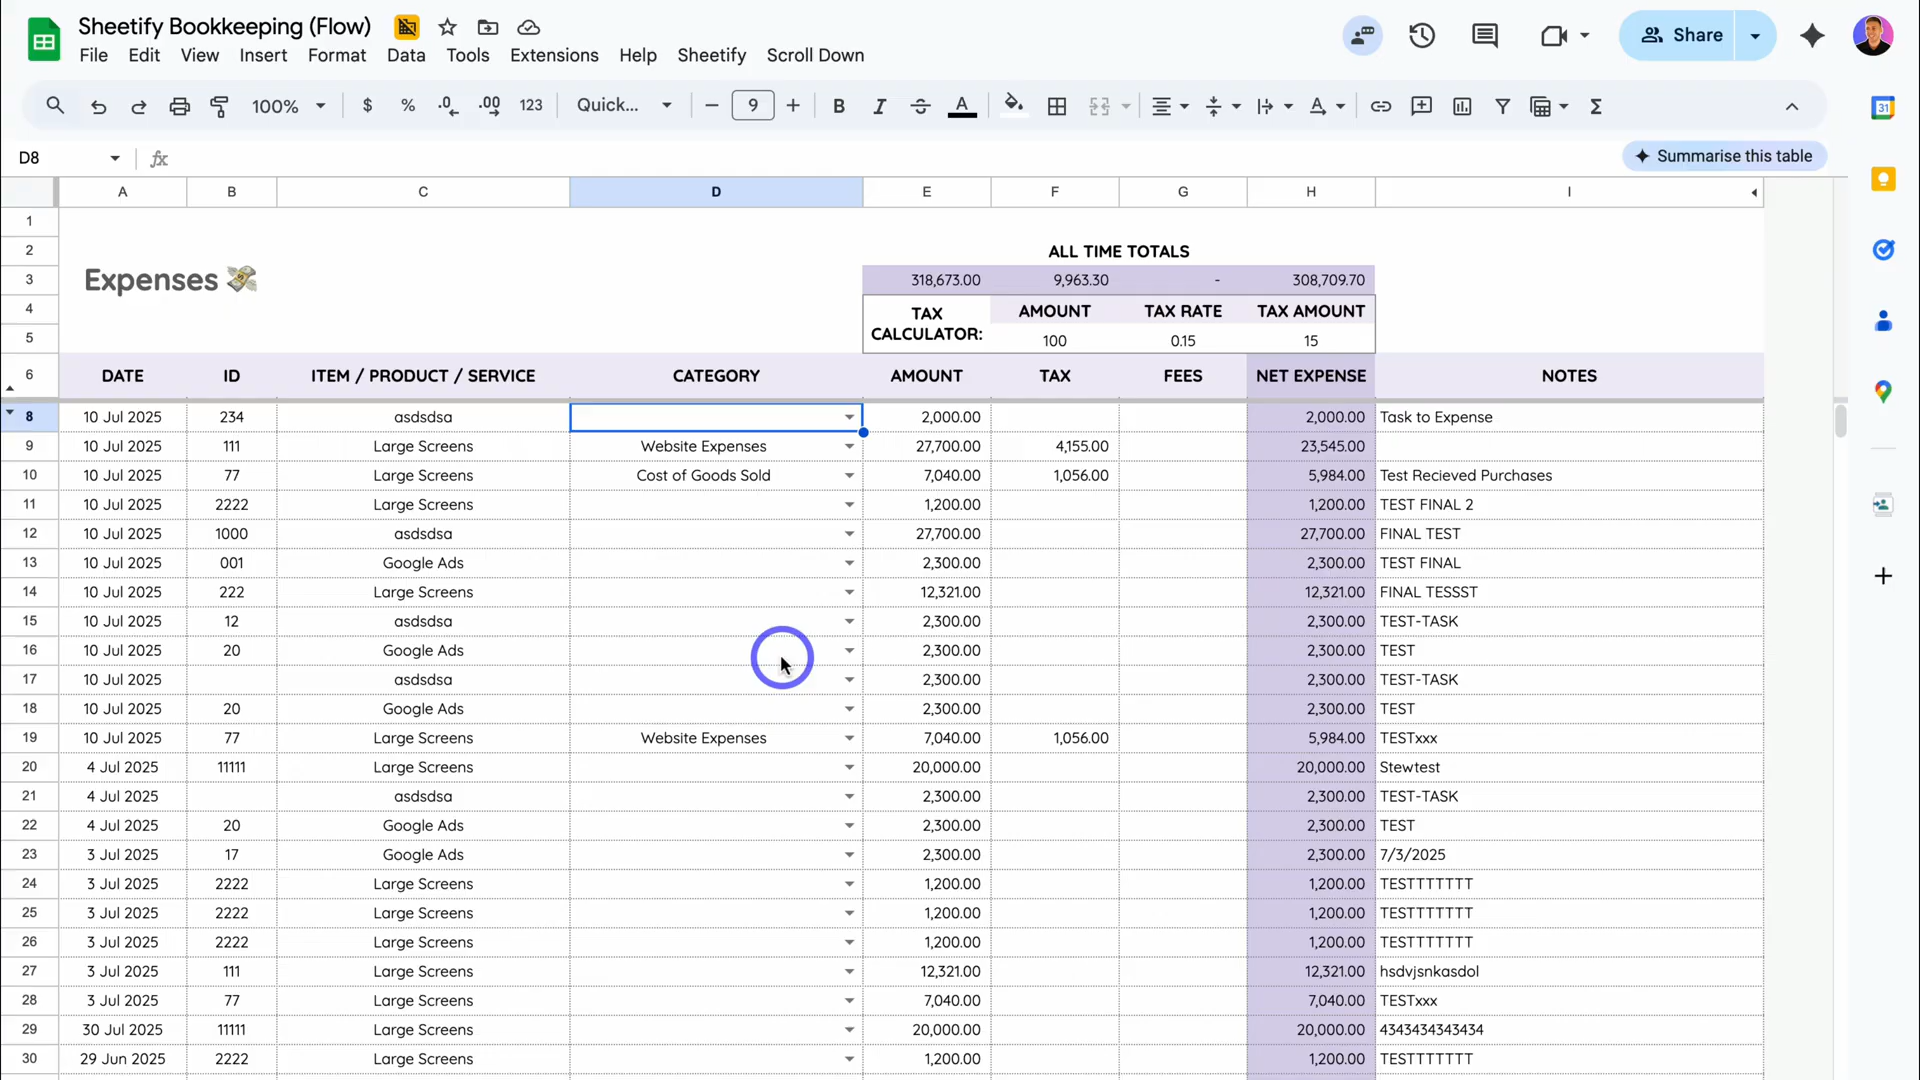 Sheetify Bookkeeping (Flow)
File Edit View Insert Format Data Tools Extensions Help Sheetify Scroll Down
Share
100% $ % .0 .00 123 Quick... 9 B I A
31
D8 fx
Summarise this table
A B C D E F G H I
1
2 ALL TIME TOTALS
3 Expenses 💸 318,673.00 9,963.30 - 308,709.70
4 TAX CALCULATOR: AMOUNT TAX RATE TAX AMOUNT
5 100 0.15 15
6 DATE ID ITEM / PRODUCT / SERVICE CATEGORY AMOUNT TAX FEES NET EXPENSE NOTES
8 10 Jul 2025 234 asdsdsa 2,000.00 2,000.00 Task to Expense
9 10 Jul 2025 111 Large Screens Website Expenses 27,700.00 4,155.00 23,545.00
10 10 Jul 2025 77 Large Screens Cost of Goods Sold 7,040.00 1,056.00 5,984.00 Test Recieved Purchases
11 10 Jul 2025 2222 Large Screens 1,200.00 1,200.00 TEST FINAL 2
12 10 Jul 2025 1000 asdsdsa 27,700.00 27,700.00 FINAL TEST
13 10 Jul 2025 001 Google Ads 2,300.00 2,300.00 TEST FINAL
14 10 Jul 2025 222 Large Screens 12,321.00 12,321.00 FINAL TESSST
15 10 Jul 2025 12 asdsdsa 2,300.00 2,300.00 TEST-TASK
16 10 Jul 2025 20 Google Ads 2,300.00 2,300.00 TEST
17 10 Jul 2025 asdsdsa 2,300.00 2,300.00 TEST-TASK
18 10 Jul 2025 20 Google Ads 2,300.00 2,300.00 TEST
19 10 Jul 2025 77 Large Screens Website Expenses 7,040.00 1,056.00 5,984.00 TESTxxx
20 4 Jul 2025 11111 Large Screens 20,000.00 20,000.00 Stewtest
21 4 Jul 2025 asdsdsa 2,300.00 2,300.00 TEST-TASK
22 4 Jul 2025 20 Google Ads 2,300.00 2,300.00 TEST
23 3 Jul 2025 17 Google Ads 2,300.00 2,300.00 7/3/2025
24 3 Jul 2025 2222 Large Screens 1,200.00 1,200.00 TESTTTTTTT
25 3 Jul 2025 2222 Large Screens 1,200.00 1,200.00 TESTTTTTTT
26 3 Jul 2025 2222 Large Screens 1,200.00 1,200.00 TESTTTTTTT
27 3 Jul 2025 111 Large Screens 12,321.00 12,321.00 hsdvjsnkasdol
28 3 Jul 2025 77 Large Screens 7,040.00 7,040.00 TESTxxx
29 30 Jul 2025 11111 Large Screens 20,000.00 20,000.00 4343434343434
30 29 Jun 2025 2222 Large Screens 1,200.00 1,200.00 TESTTTTTTT